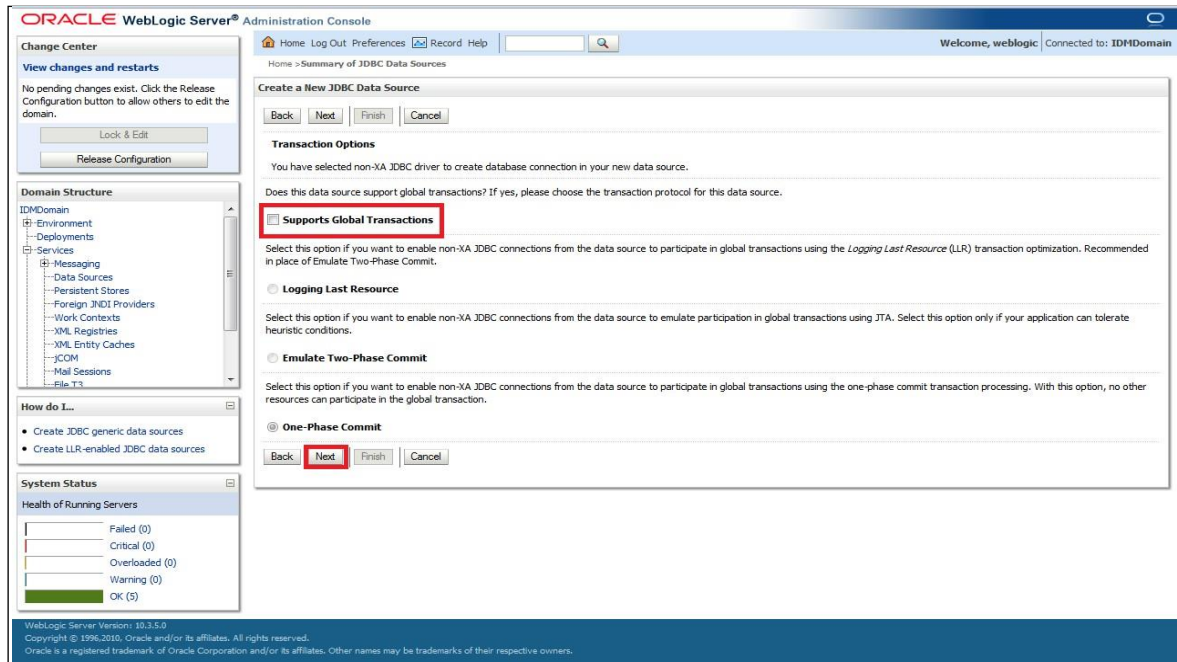 ORACLE WebLogic Server® Administration Console
Change Center
View changes and restarts
No pending changes exist. Click the Release
Configuration button to allow others to edit the
domain.
Lock & Edit
Release Configuration
Domain Structure
IDMDomain
Environment
Deployments
Services
Messaging
Data Sources
Persistent Stores
Foreign JNDI Providers
Work Contexts
XML Registries
XML Entity Caches
jCOM
Mail Sessions
File T3
How do I...
Create JDBC generic data sources
Create LLR-enabled JDBC data sources
System Status
Health of Running Servers
Failed (0)
Critical (0)
Overloaded (0)
Warning (0)
OK (5)
Home Log Out Preferences Record Help
Welcome, weblogic Connected to: IDMDomain
Home >Summary of JDBC Data Sources
Create a New JDBC Data Source
Back Next Finish Cancel
Transaction Options
You have selected non-XA JDBC driver to create database connection in your new data source.
Does this data source support global transactions? If yes, please choose the transaction protocol for this data source.
Supports Global Transactions
Select this option if you want to enable non-XA JDBC connections from the data source to participate in global transactions using the Logging Last Resource (LLR) transaction optimization. Recommended
in place of Emulate Two-Phase Commit.
Logging Last Resource
Select this option if you want to enable non-XA JDBC connections from the data source to emulate participation in global transactions using JTA. Select this option only if your application can tolerate
heuristic conditions.
Emulate Two-Phase Commit
Select this option if you want to enable non-XA JDBC connections from the data source to participate in global transactions using the one-phase commit transaction processing. With this option, no other
resources can participate in the global transaction.
One-Phase Commit
Back Next Finish Cancel
WebLogic Server Version: 10.3.5.0
Copyright © 1996,2010, Oracle and/or its affiliates. All rights reserved.
Oracle is a registered trademark of Oracle Corporation and/or its affiliates. Other names may be trademarks of their respective owners.